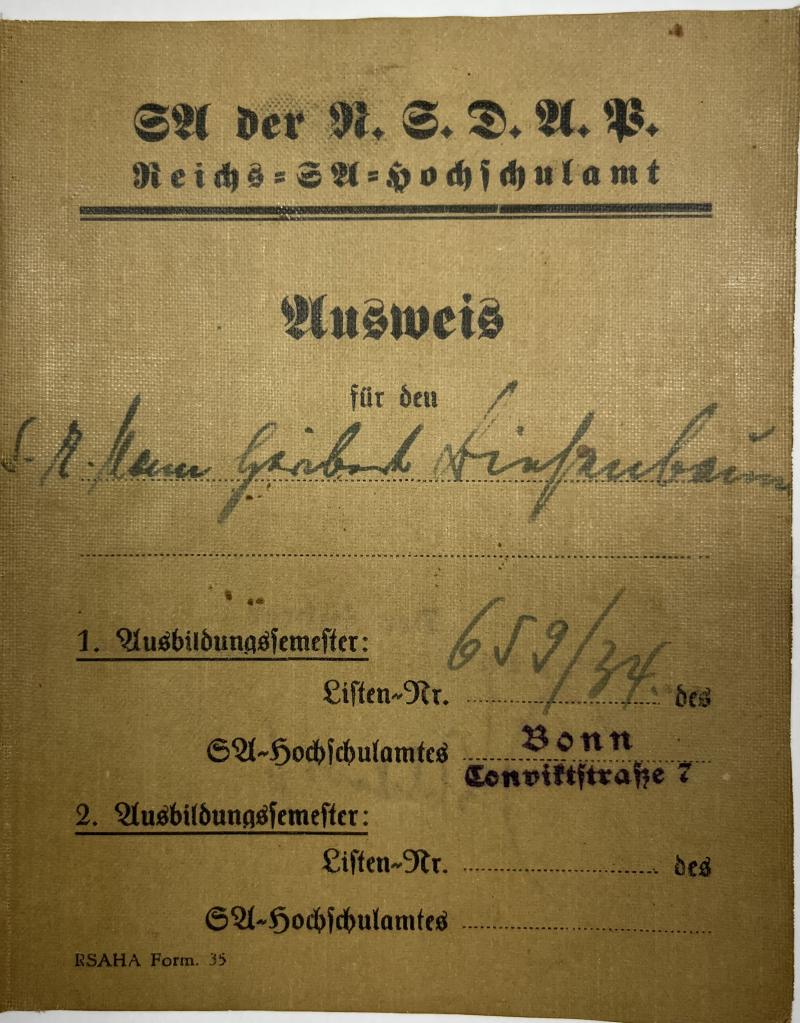 SA der N. S. D. A. P.
Reichs=SA=Hochschulamt
Ausweis
für den
S.A. Mann Heribert
1. Ausbildungssemester:
Listen-Nr. 659/34. des
SA-Hochschulamtes Bonn
Conviktstraße 7
2. Ausbildungssemester:
Listen-Nr. des
SA-Hochschulamtes
RSAHA Form. 35